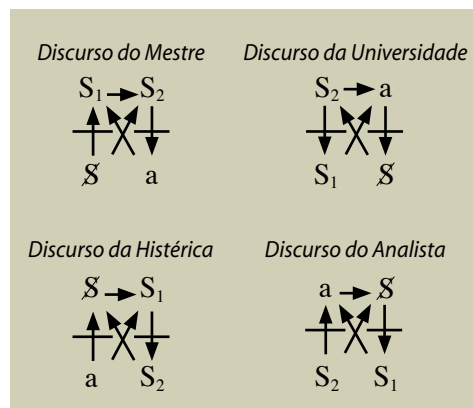 Discurso do Mestre
S₁ → S₂
$ a
Discurso da Universidade
S₂ → a
S₁ $
Discurso da Histérica
$ → S₁
a S₂
Discurso do Analista
a → $
S₂ S₁